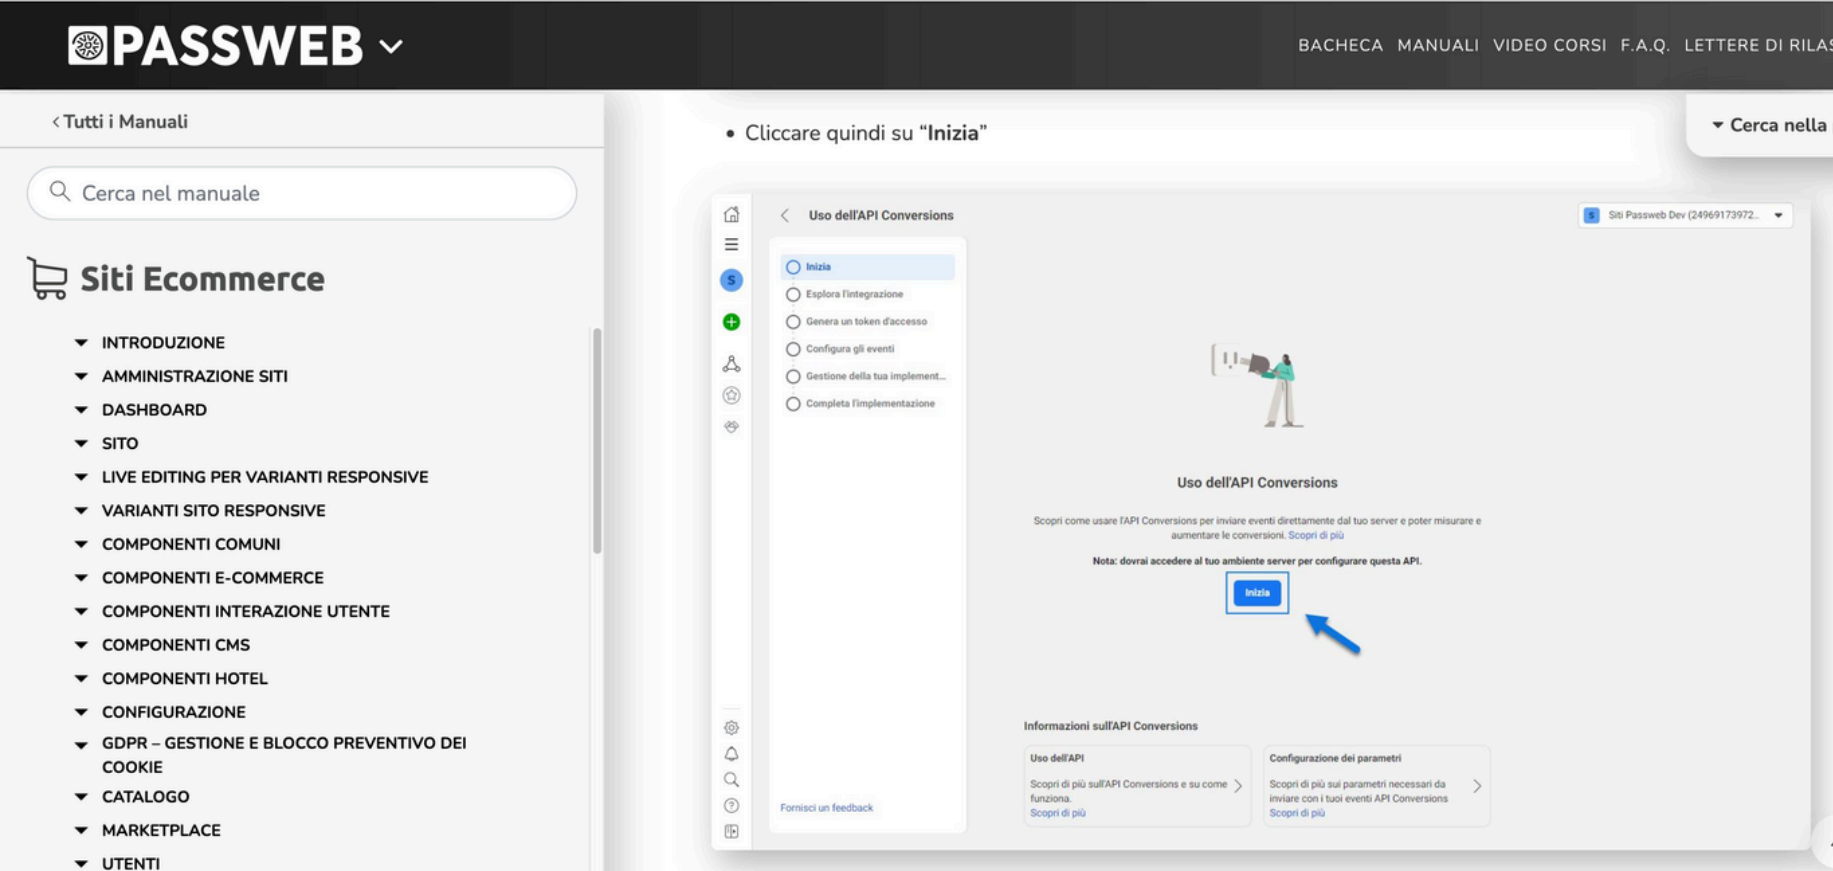 PASSWEB
BACHECA MANUALI VIDEO CORSI F.A.Q. LETTERE DI RILAS
Tutti i Manuali
Cerca nel manuale
Siti Ecommerce
INTRODUZIONE
AMMINISTRAZIONE SITI
DASHBOARD
SITO
LIVE EDITING PER VARIANTI RESPONSIVE
VARIANTI SITO RESPONSIVE
COMPONENTI COMUNI
COMPONENTI E-COMMERCE
COMPONENTI INTERAZIONE UTENTE
COMPONENTI CMS
COMPONENTI HOTEL
CONFIGURAZIONE
GDPR – GESTIONE E BLOCCO PREVENTIVO DEI
COOKIE
CATALOGO
MARKETPLACE
UTENTI
Cerca nella
• Cliccare quindi su “Inizia”
Uso dell'API Conversions
S Siti Passweb Dev (24969173972...
S
Inizia
Esplora l'integrazione
Genera un token d'accesso
Configura gli eventi
Gestione della tua implement...
Completa l'implementazione
Fornisci un feedback
Uso dell'API Conversions
Scopri come usare l'API Conversions per inviare eventi direttamente dal tuo server e poter misurare e
aumentare le conversioni. Scopri di più
Nota: dovrai accedere al tuo ambiente server per configurare questa API.
Inizia
Informazioni sull'API Conversions
Uso dell'API
Scopri di più sull'API Conversions e su come
funziona.
Scopri di più
Configurazione dei parametri
Scopri di più sui parametri necessari da
inviare con i tuoi eventi API Conversions
Scopri di più